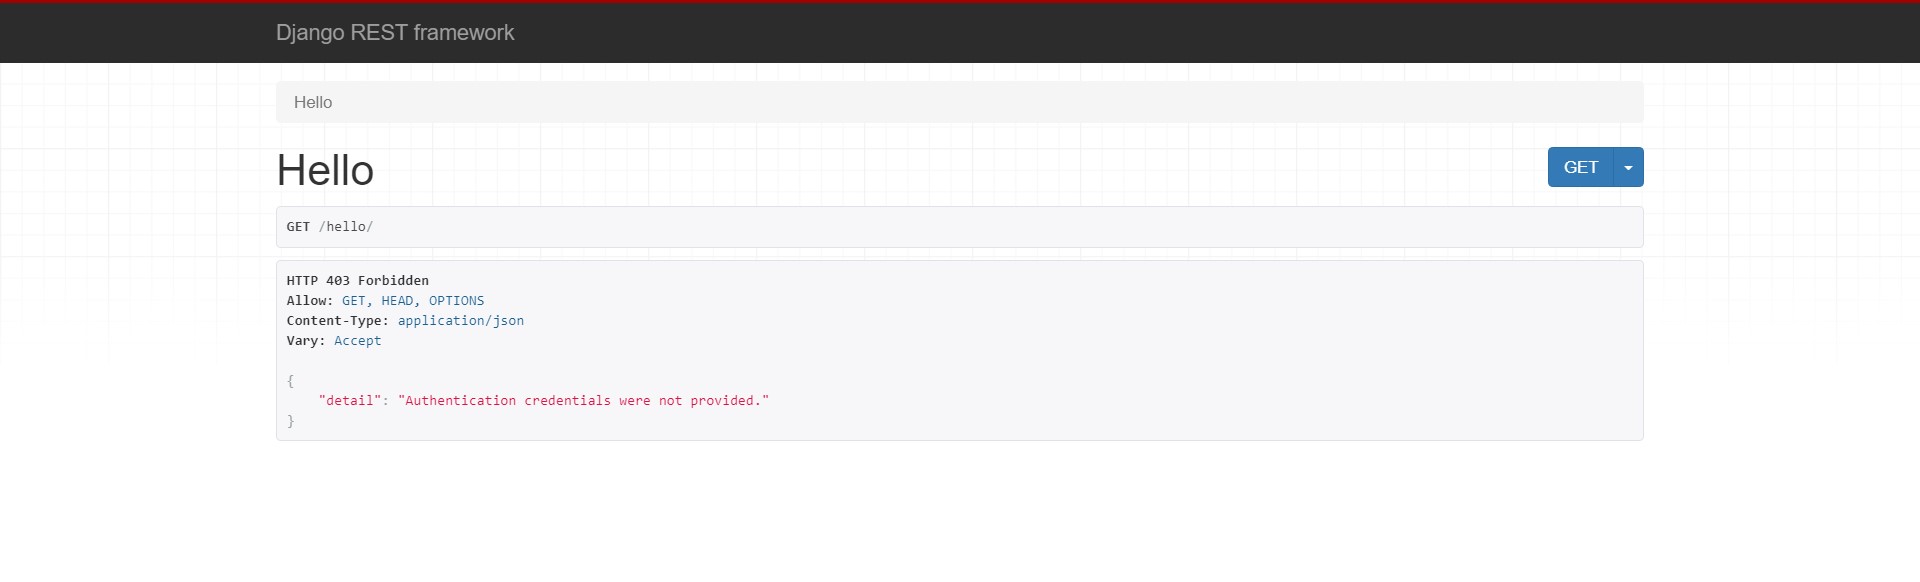 Django REST framework
Hello
Hello
GET
GET /hello/
HTTP 403 Forbidden
Allow: GET, HEAD, OPTIONS
Content-Type: application/json
Vary: Accept
{
    "detail": "Authentication credentials were not provided."
}